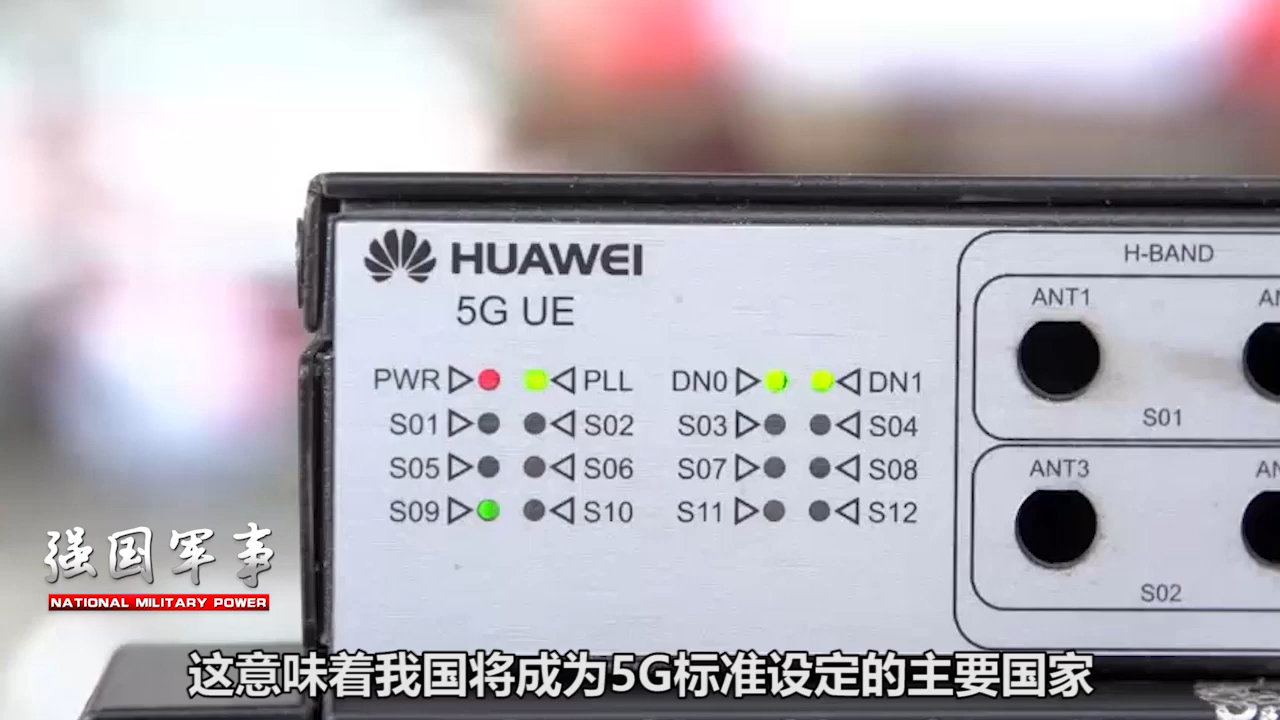 HUAWEI
5G UE
H-BAND
ANT1
PWR PLL DN0 DN1
S01 S02 S03 S04
S01
S05 S06 S07 S08
ANT3
S09 S10 S11 S12
S02
强国军事
NATIONAL MILITARY POWER
这意味着我国将成为5G标准设定的主要国家